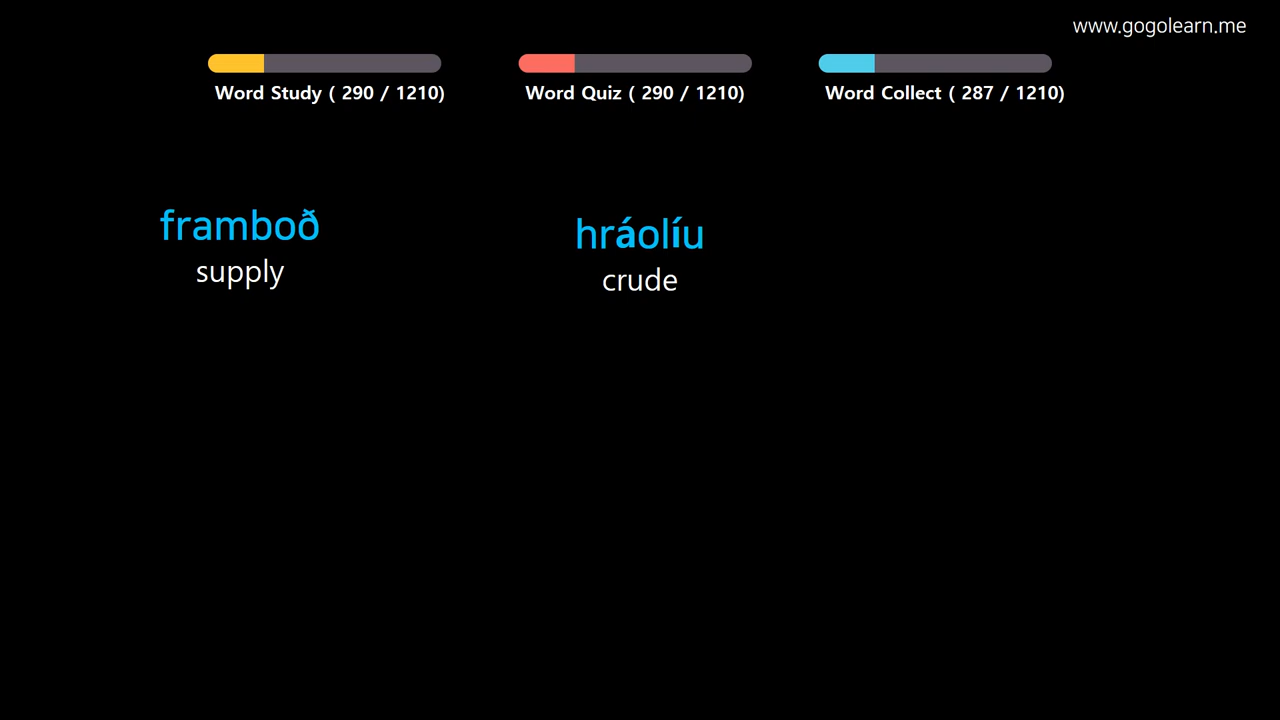 www.gogolearn.me
Word Study ( 290 / 1210)
Word Quiz ( 290 / 1210)
Word Collect ( 287 / 1210)
framboð
supply
hráolíu
crude